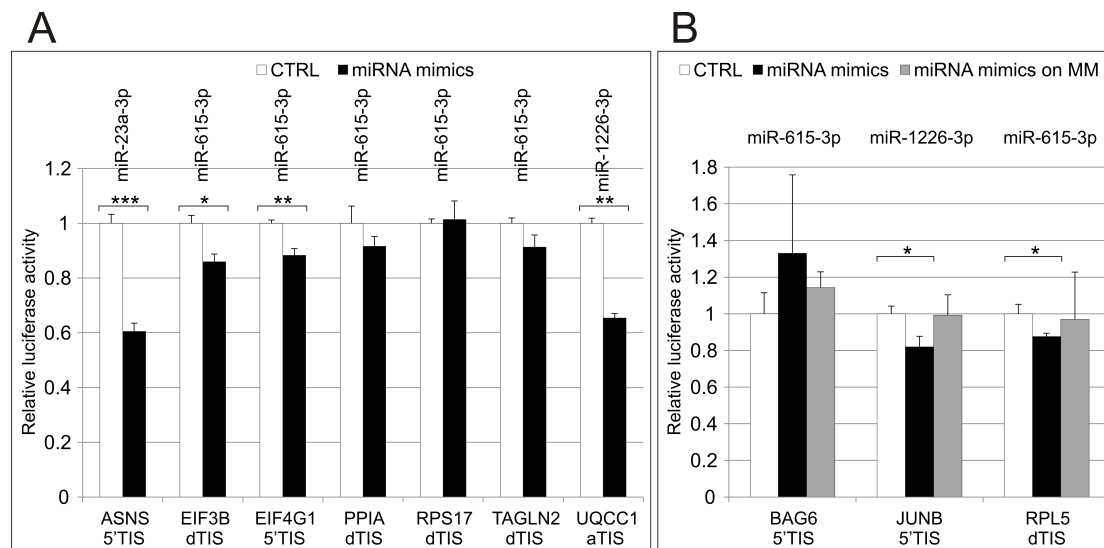 A
CTRL miRNA mimics
miR-23a-3p
miR-615-3p
miR-615-3p
miR-615-3p
miR-615-3p
miR-615-3p
miR-1226-3p
Relative luciferase activity
1.2
1
0.8
0.6
0.4
0.2
0
***
*
**
**
ASNS
5'TIS
EIF3B
dTIS
EIF4G1
5'TIS
PPIA
dTIS
RPS17
dTIS
TAGLN2
dTIS
UQCC1
aTIS
B
CTRL miRNA mimics miRNA mimics on MM
miR-615-3p miR-1226-3p miR-615-3p
Relative luciferase activity
1.8
1.6
1.4
1.2
1
0.8
0.6
0.4
0.2
0
*
*
BAG6
5'TIS
JUNB
5'TIS
RPL5
dTIS